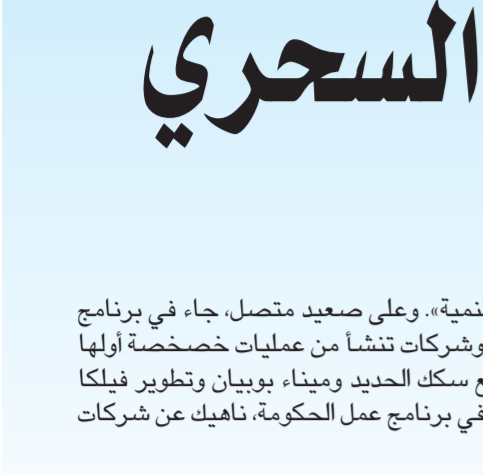 السحري
‏نمية». وعلى صعيد متصل، جاء في برنامج
‏وشركات تنشأ من عمليات خصخصة أولها
‏ع سكك الحديد وميناء بوبيان وتطوير فيلكا
‏في برنامج عمل الحكومة، ناهيك عن شركات